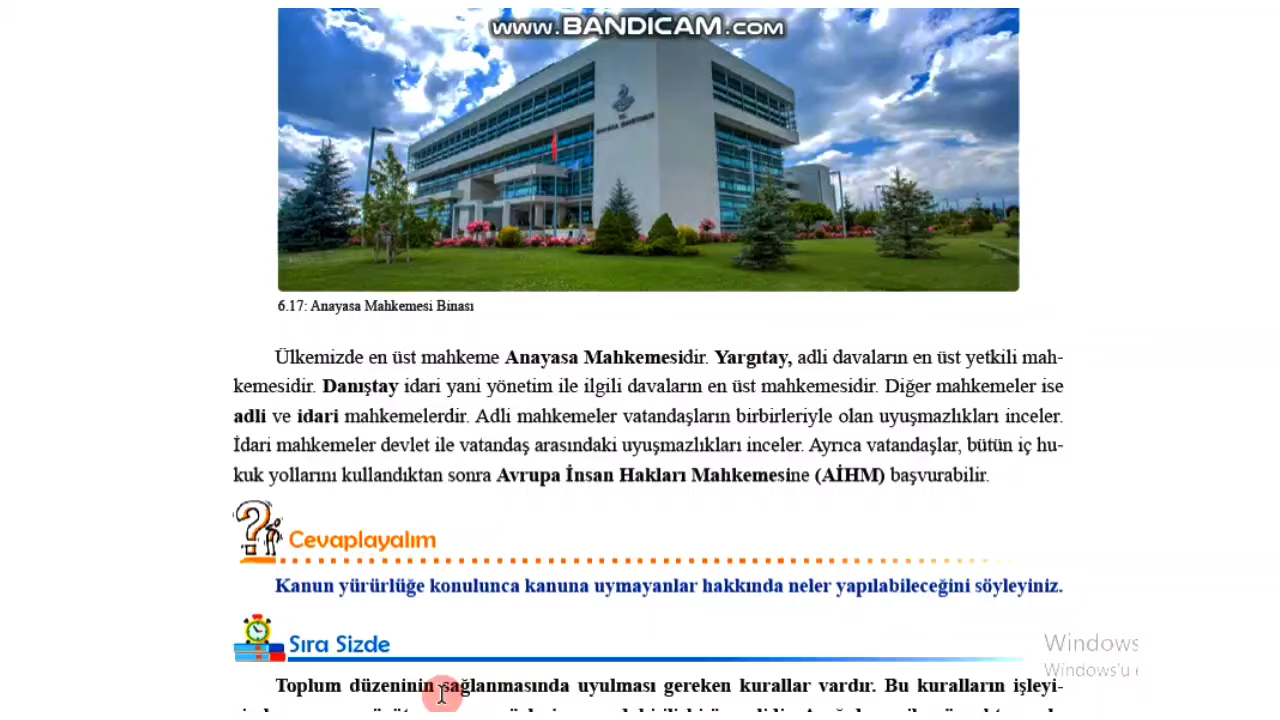 www.BANDICAM.com
6.17: Anayasa Mahkemesi Binası
Ülkemizde en üst mahkeme Anayasa Mahkemesidir. Yargıtay, adli davaların en üst yetkili mah-
kemesidir. Danıştay idari yani yönetim ile ilgili davaların en üst mahkemesidir. Diğer mahkemeler ise
adli ve idari mahkemelerdir. Adli mahkemeler vatandaşların birbirleriyle olan uyuşmazlıkları inceler.
İdari mahkemeler devlet ile vatandaş arasındaki uyuşmazlıkları inceler. Ayrıca vatandaşlar, bütün iç hu-
kuk yollarını kullandıktan sonra Avrupa İnsan Hakları Mahkemesine (AİHM) başvurabilir.
Cevaplayalım
Kanun yürürlüğe konulunca kanuna uymayanlar hakkında neler yapılabileceğini söyleyiniz.
Sıra Sizde
Windows
Windows'u e
Toplum düzeninin sağlanmasında uyulması gereken kurallar vardır. Bu kuralların işleyi-